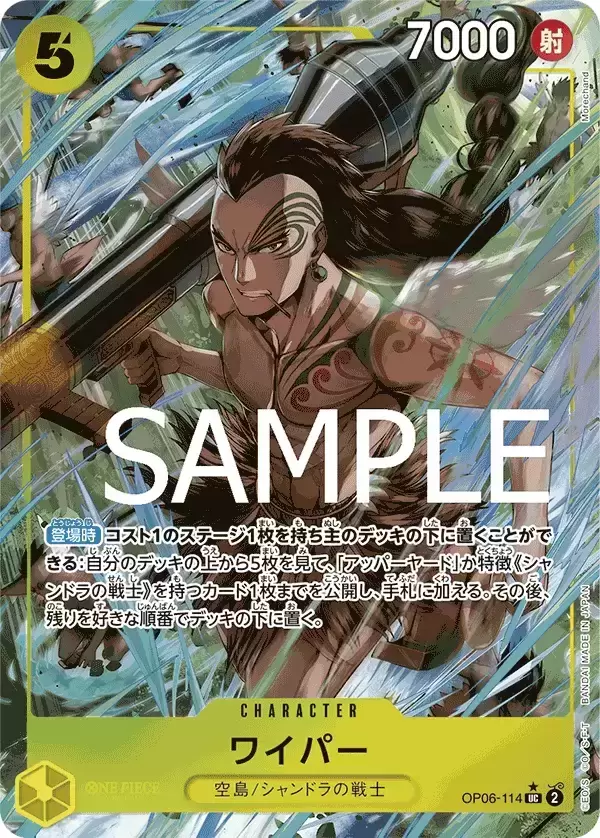 5
7000
射
Morechand
SAMPLE
登場時 コスト1のステージ1枚を持ち主のデッキの下に置くことがで
きる:自分のデッキの上から5枚を見て、「アッパーヤード」か特徴《シャ
ンドラの戦士》を持つカード1枚までを公開し、手札に加える。その後、
残りを好きな順番でデッキの下に置く。
CHARACTER
ワイパー
空島/シャンドラの戦士
ONE PIECE
OP06-114 UC 2
©E.O/S.,C.O/S-F-T BANDAI MADE IN JAPAN